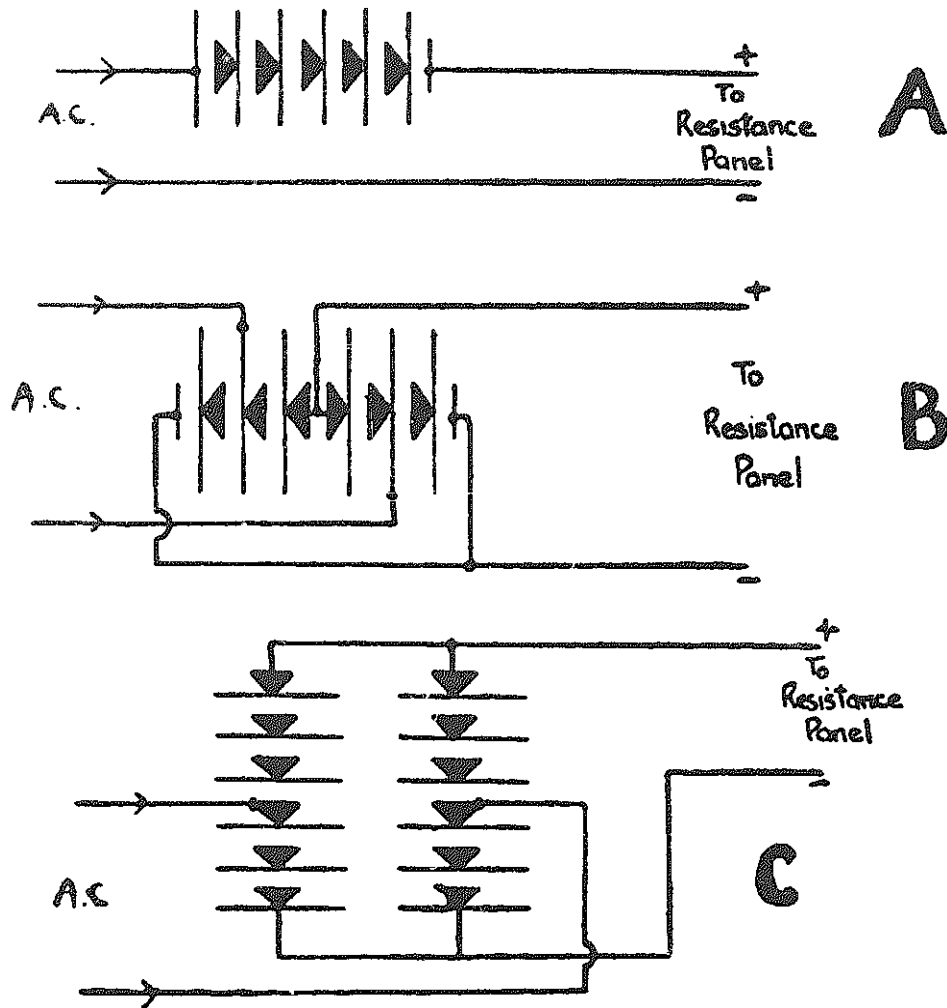 +
A.C.
To
Resistance
Panel
A
-
+
A.C.
To
Resistance
Panel
B
-
+
To
Resistance
Panel
-
A.C
C